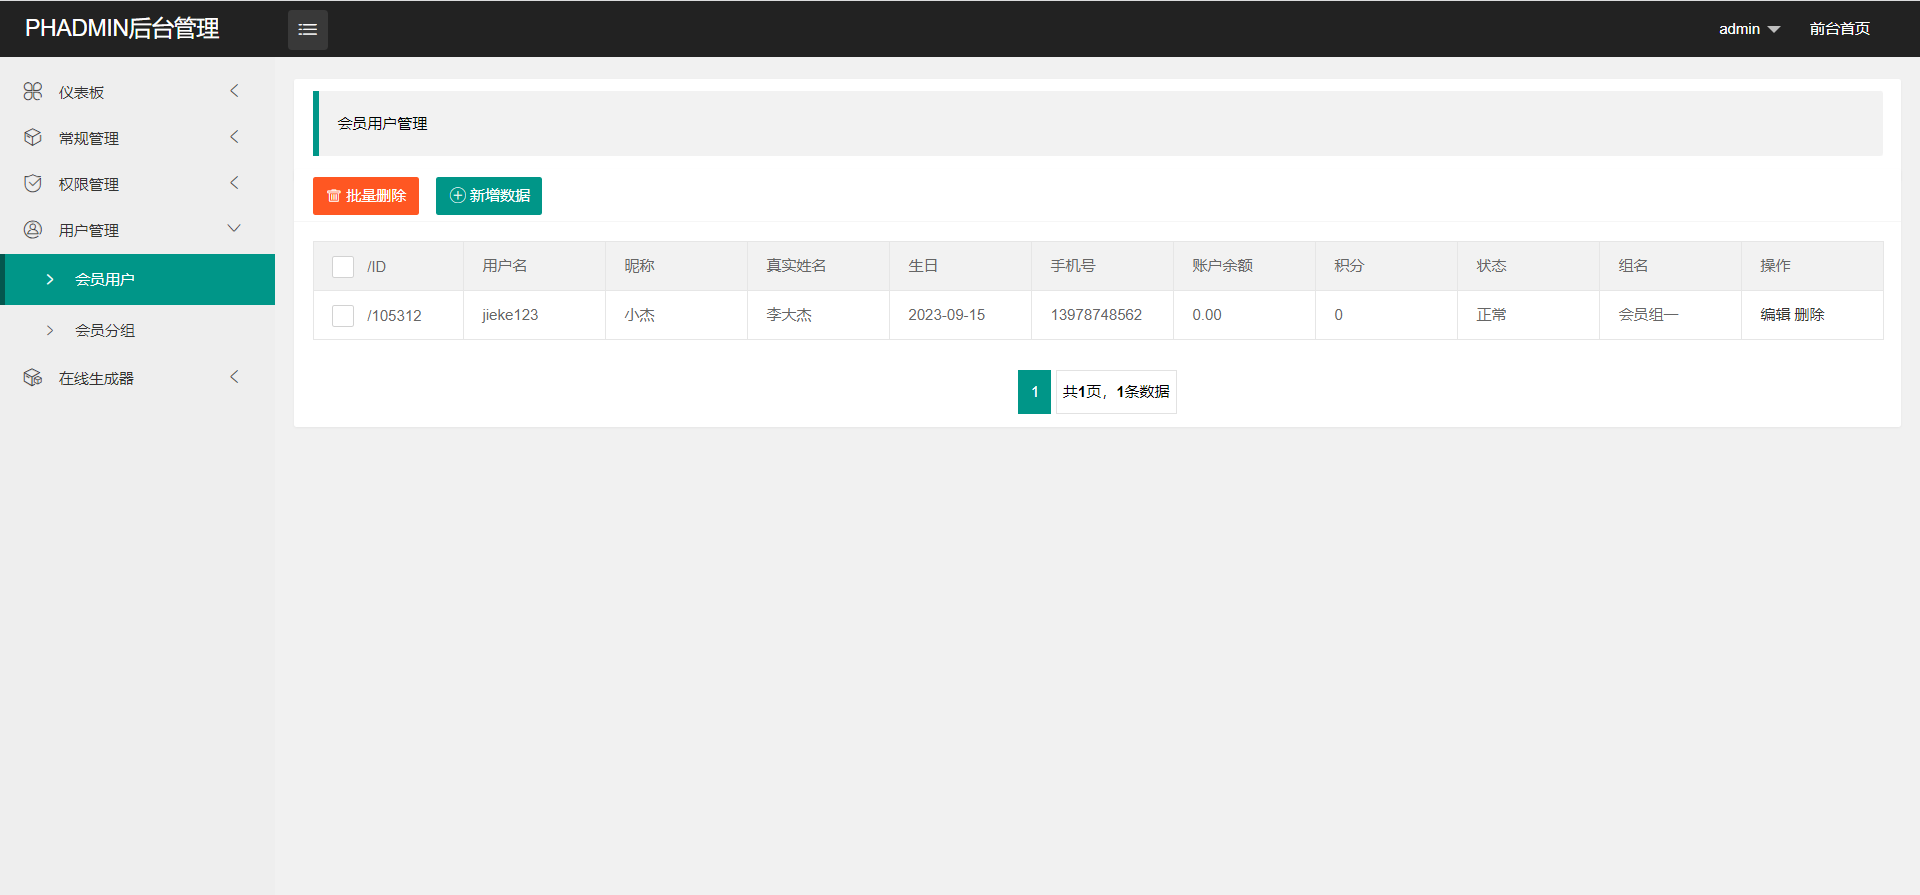 PHADMIN后台管理
admin
前台首页
仪表板
常规管理
权限管理
用户管理
会员用户
会员分组
在线生成器
会员用户管理
批量删除 新增数据
/ID 用户名 昵称 真实姓名 生日 手机号 账户余额 积分 状态 组名 操作
/105312 jieke123 小杰 李大杰 2023-09-15 13978748562 0.00 0 正常 会员组一 编辑 删除
1 共1页，1条数据